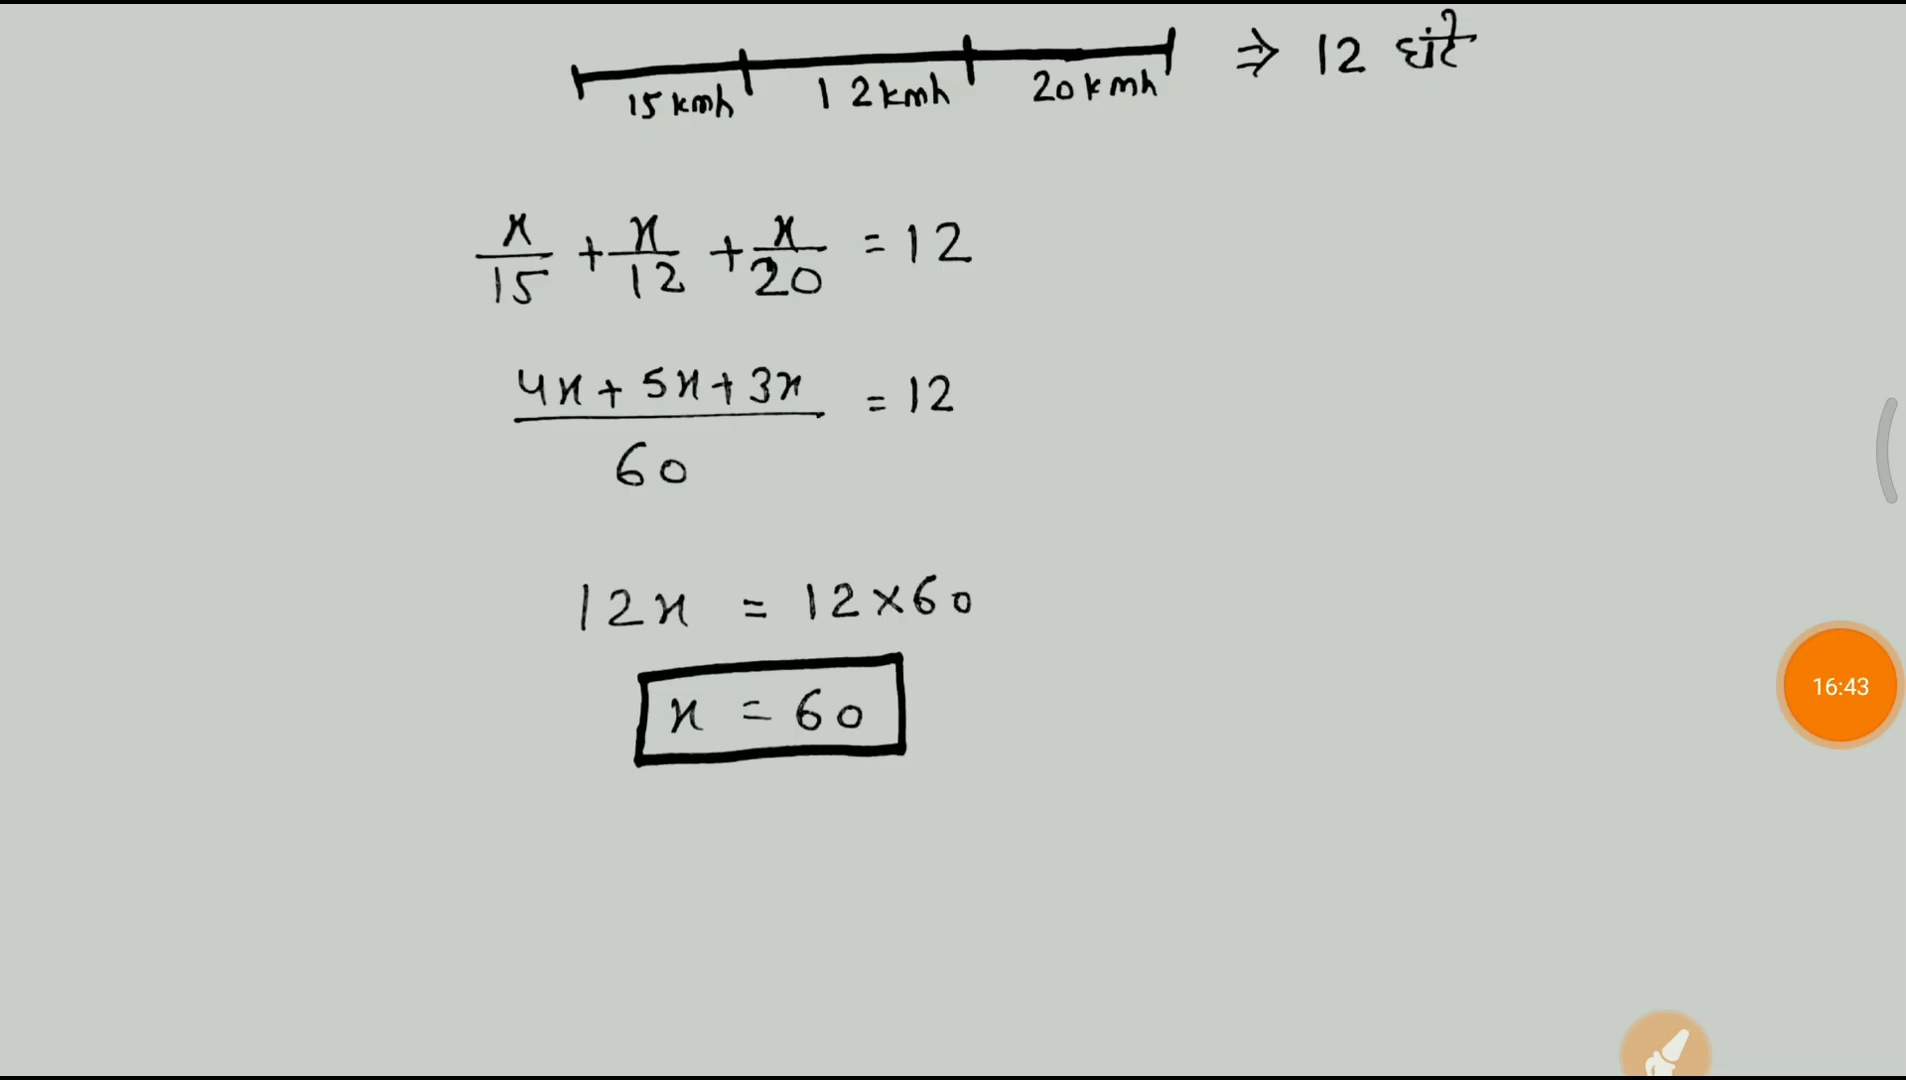 15 kmh 12 kmh 20 kmh ⇒ 12 घंटे
x/15 + x/12 + x/20 = 12
(4x + 5x + 3x)/60 = 12
12x = 12×60
x = 60
16:43